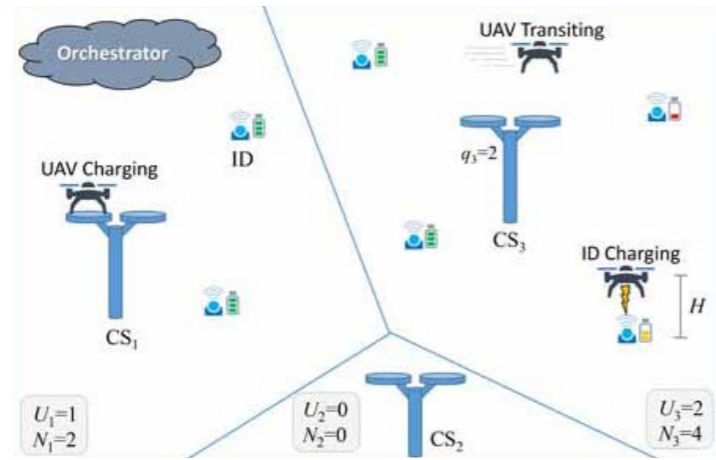 Orchestrator
UAV Transiting
ID
q₃=2
UAV Charging
CS₃
ID Charging
H
CS₁
U₁=1
N₁=2
U₂=0
N₂=0
CS₂
U₃=2
N₃=4